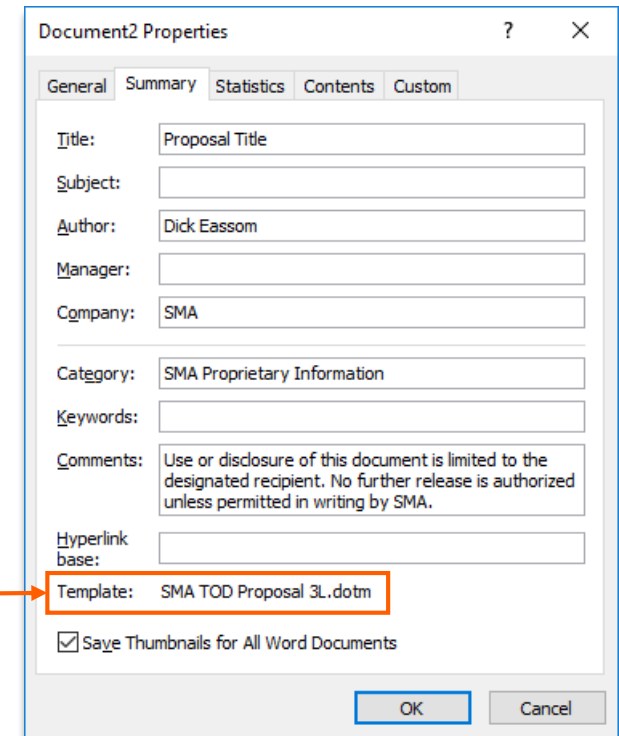 Document2 Properties ? ×
General Summary Statistics Contents Custom
Title: Proposal Title
Subject:
Author: Dick Eassom
Manager:
Company: SMA
Category: SMA Proprietary Information
Keywords:
Comments: Use or disclosure of this document is limited to the
designated recipient. No further release is authorized
unless permitted in writing by SMA.
Hyperlink
base:
Template: SMA TOD Proposal 3L.dotm
Save Thumbnails for All Word Documents
OK Cancel